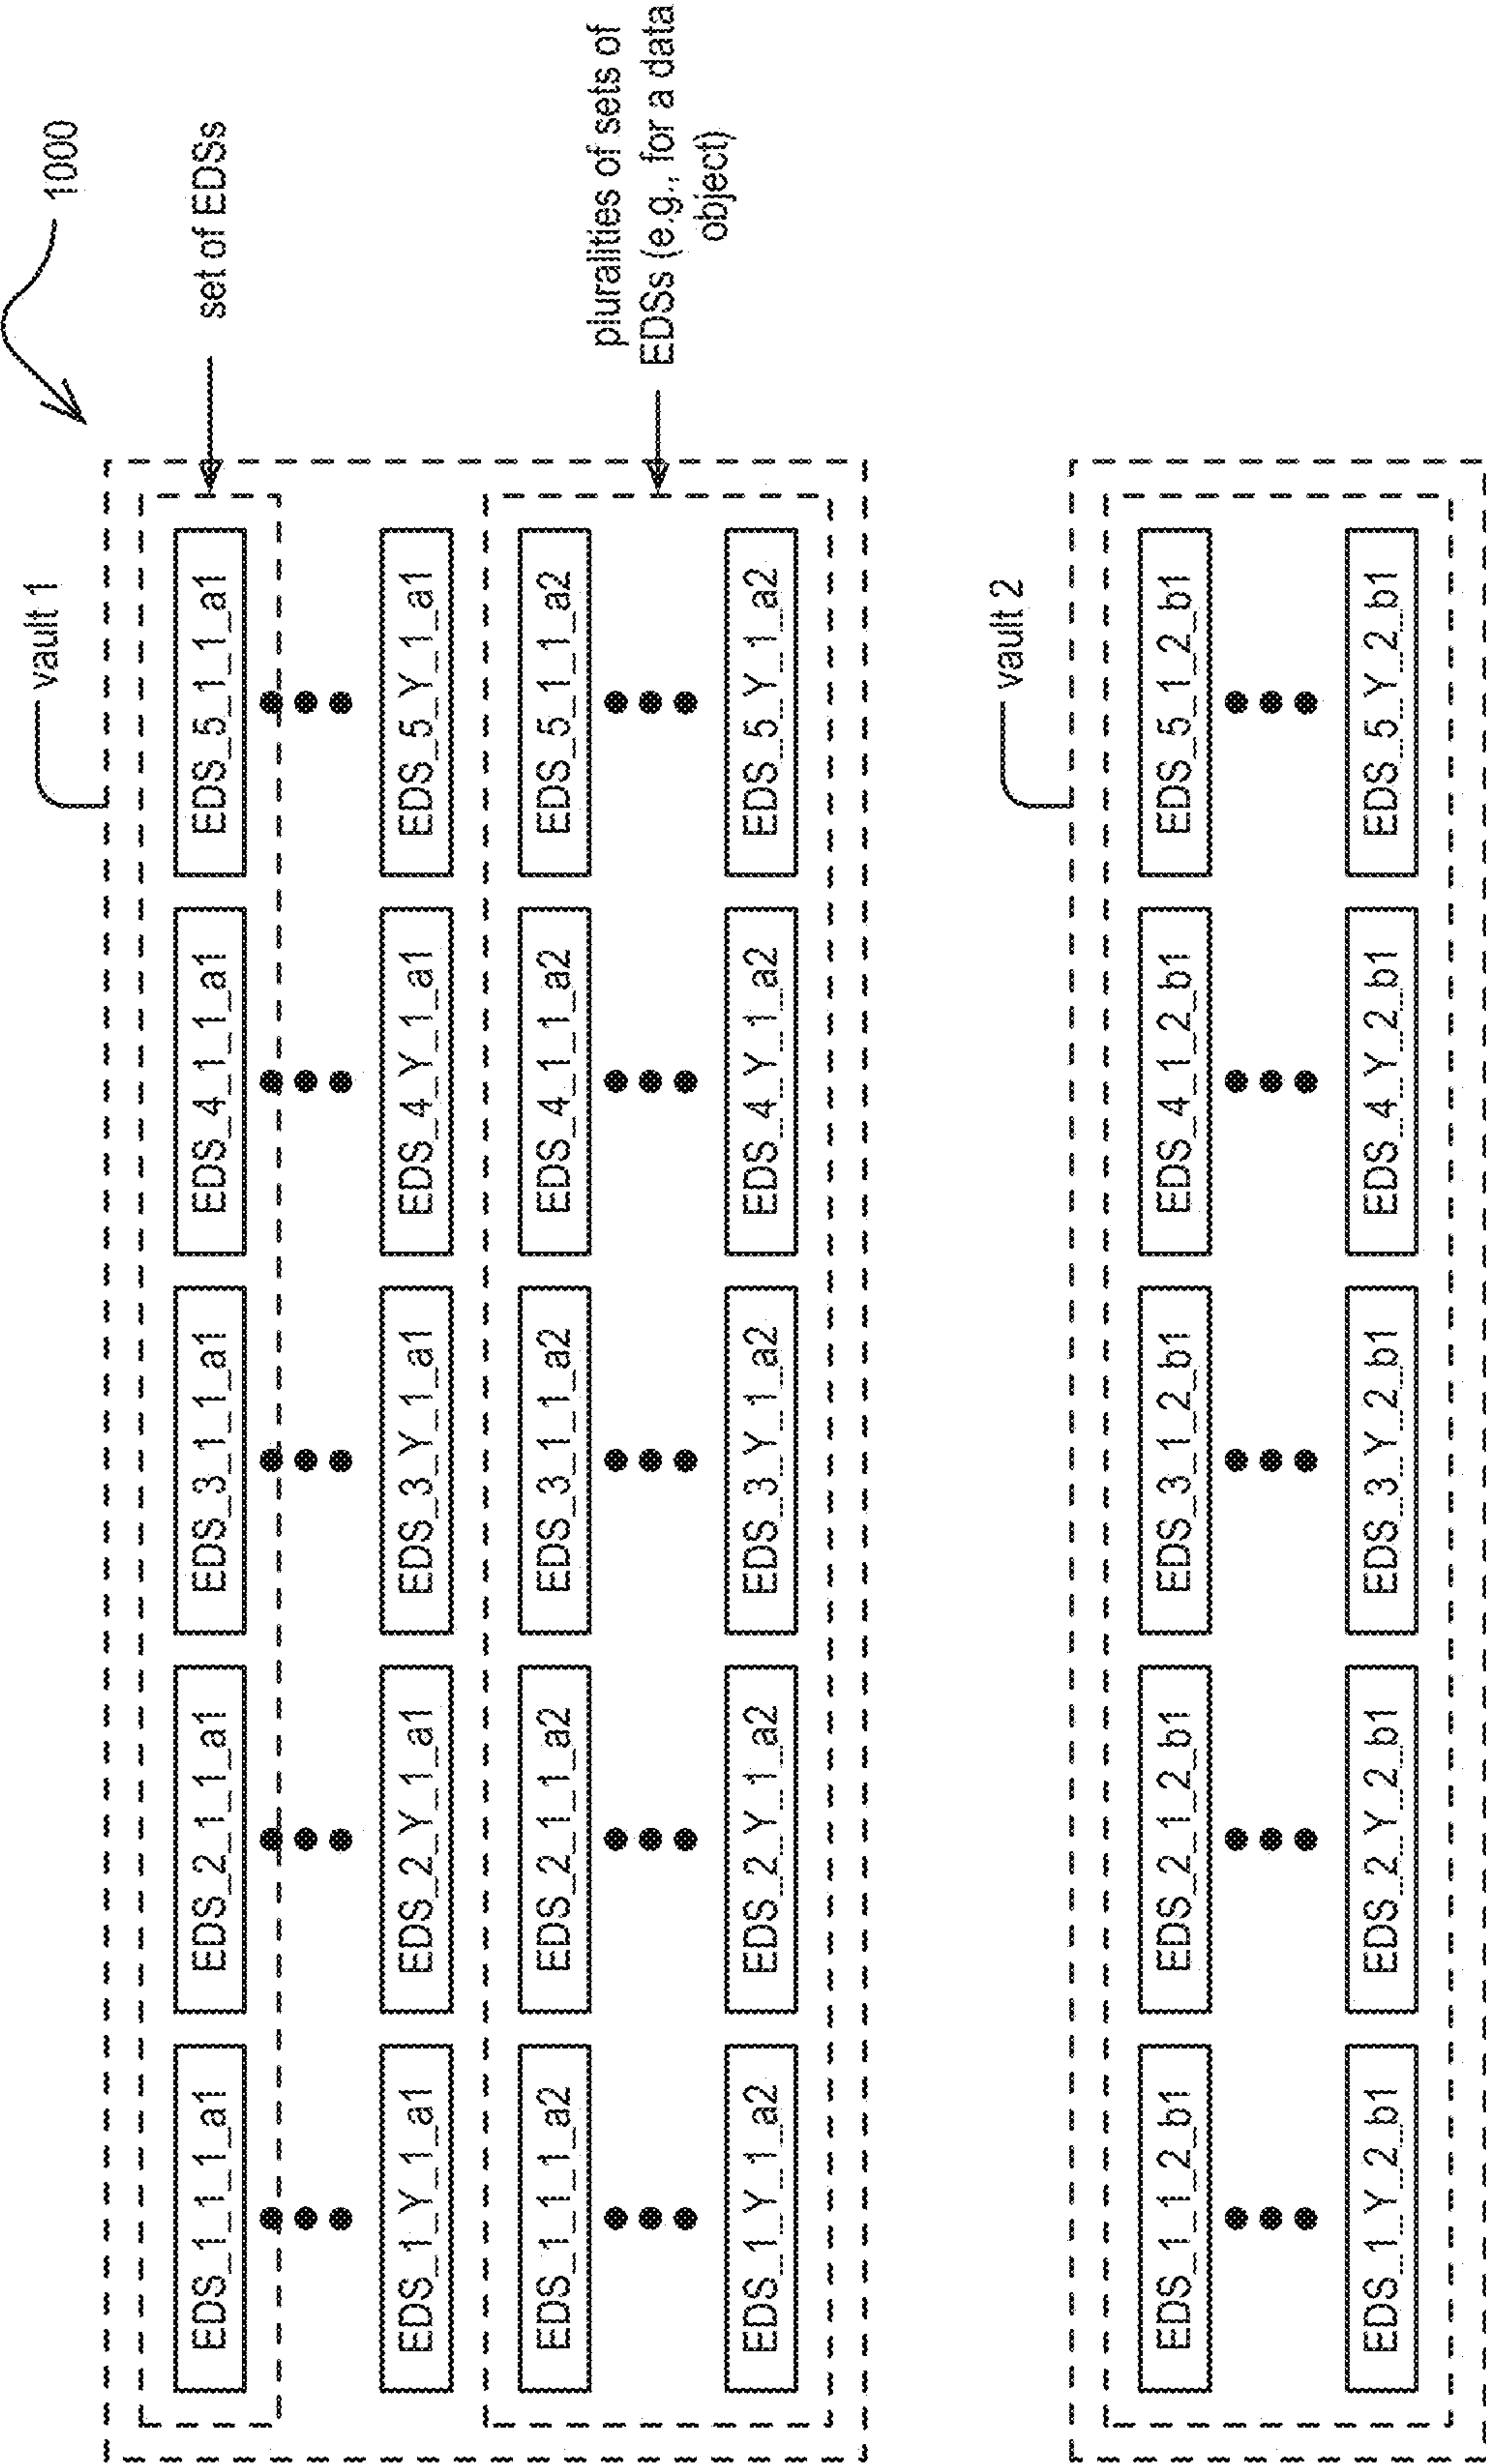 1000
vault 1
set of EDSs
EDS_1_1_1_a1 EDS_2_1_1_a1 EDS_3_1_1_a1 EDS_4_1_1_a1 EDS_5_1_1_a1
EDS_1_Y_1_a1 EDS_2_Y_1_a1 EDS_3_Y_1_a1 EDS_4_Y_1_a1 EDS_5_Y_1_a1
EDS_1_1_1_a2 EDS_2_1_1_a2 EDS_3_1_1_a2 EDS_4_1_1_a2 EDS_5_1_1_a2
pluralities of sets of
EDSs (e.g., for a data
object)
EDS_1_Y_1_a2 EDS_2_Y_1_a2 EDS_3_Y_1_a2 EDS_4_Y_1_a2 EDS_5_Y_1_a2
vault 2
EDS_1_1_2_b1 EDS_2_1_2_b1 EDS_3_1_2_b1 EDS_4_1_2_b1 EDS_5_1_2_b1
EDS_1_Y_2_b1 EDS_2_Y_2_b1 EDS_3_Y_2_b1 EDS_4_Y_2_b1 EDS_5_Y_2_b1